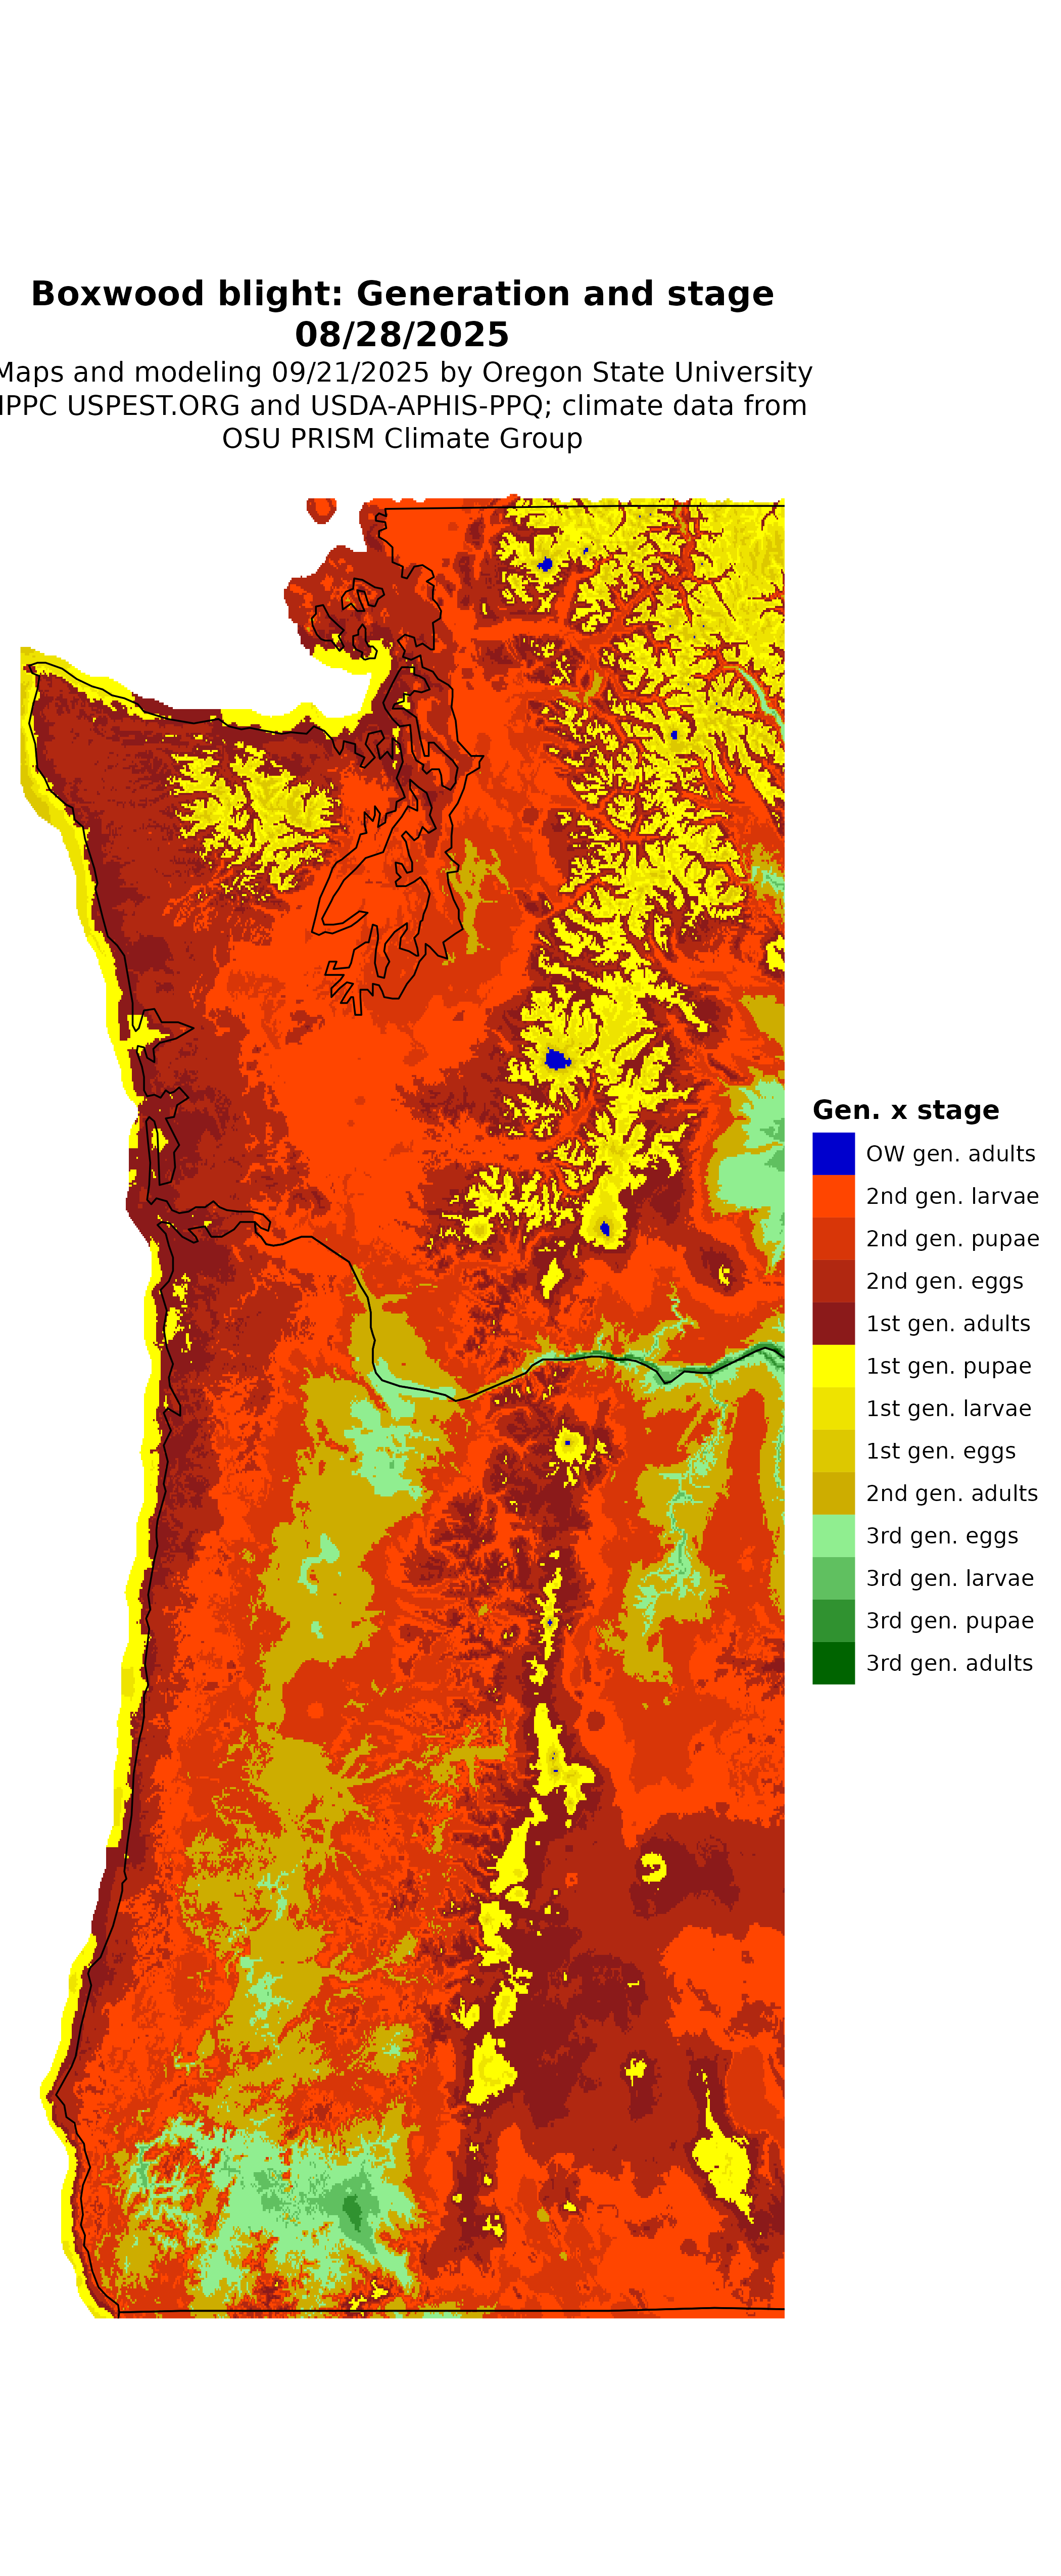 Boxwood blight: Generation and stage
08/28/2025
Maps and modeling 09/21/2025 by Oregon State University
IPPC USPEST.ORG and USDA-APHIS-PPQ; climate data from
OSU PRISM Climate Group
Gen. x stage
OW gen. adults
2nd gen. larvae
2nd gen. pupae
2nd gen. eggs
1st gen. adults
1st gen. pupae
1st gen. larvae
1st gen. eggs
2nd gen. adults
3rd gen. eggs
3rd gen. larvae
3rd gen. pupae
3rd gen. adults